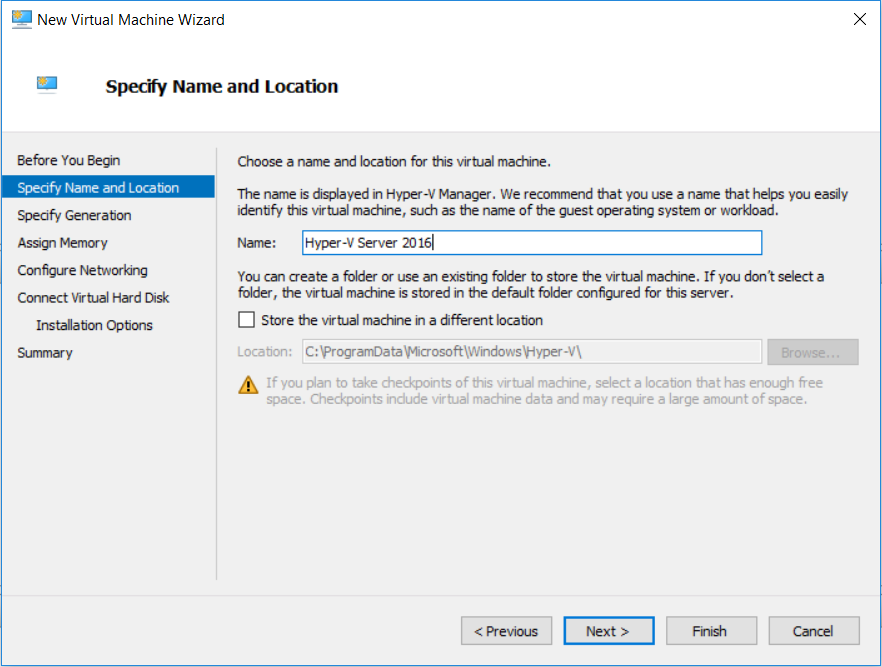 New Virtual Machine Wizard
Specify Name and Location
Before You Begin
Specify Name and Location
Specify Generation
Assign Memory
Configure Networking
Connect Virtual Hard Disk
Installation Options
Summary
Choose a name and location for this virtual machine.
The name is displayed in Hyper-V Manager. We recommend that you use a name that helps you easily
identify this virtual machine, such as the name of the guest operating system or workload.
Name: Hyper-V Server 2016
You can create a folder or use an existing folder to store the virtual machine. If you don't select a
folder, the virtual machine is stored in the default folder configured for this server.
Store the virtual machine in a different location
Location: C:\ProgramData\Microsoft\Windows\Hyper-V\ Browse...
If you plan to take checkpoints of this virtual machine, select a location that has enough free
space. Checkpoints include virtual machine data and may require a large amount of space.
< Previous Next > Finish Cancel